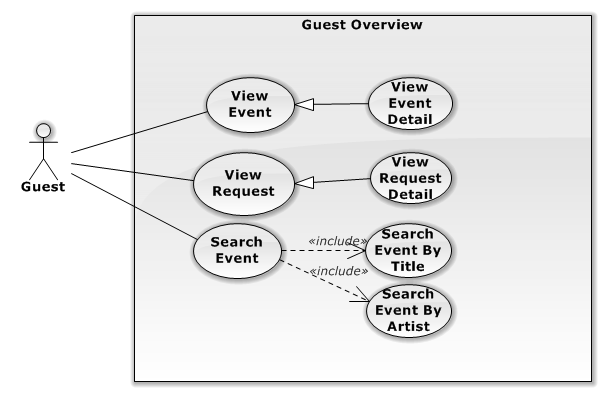 Guest Overview
View
Event
View
Event
Detail
View
Request
View
Request
Detail
Guest
Search
Event
«include»
Search
Event By
Title
«include»
Search
Event By
Artist